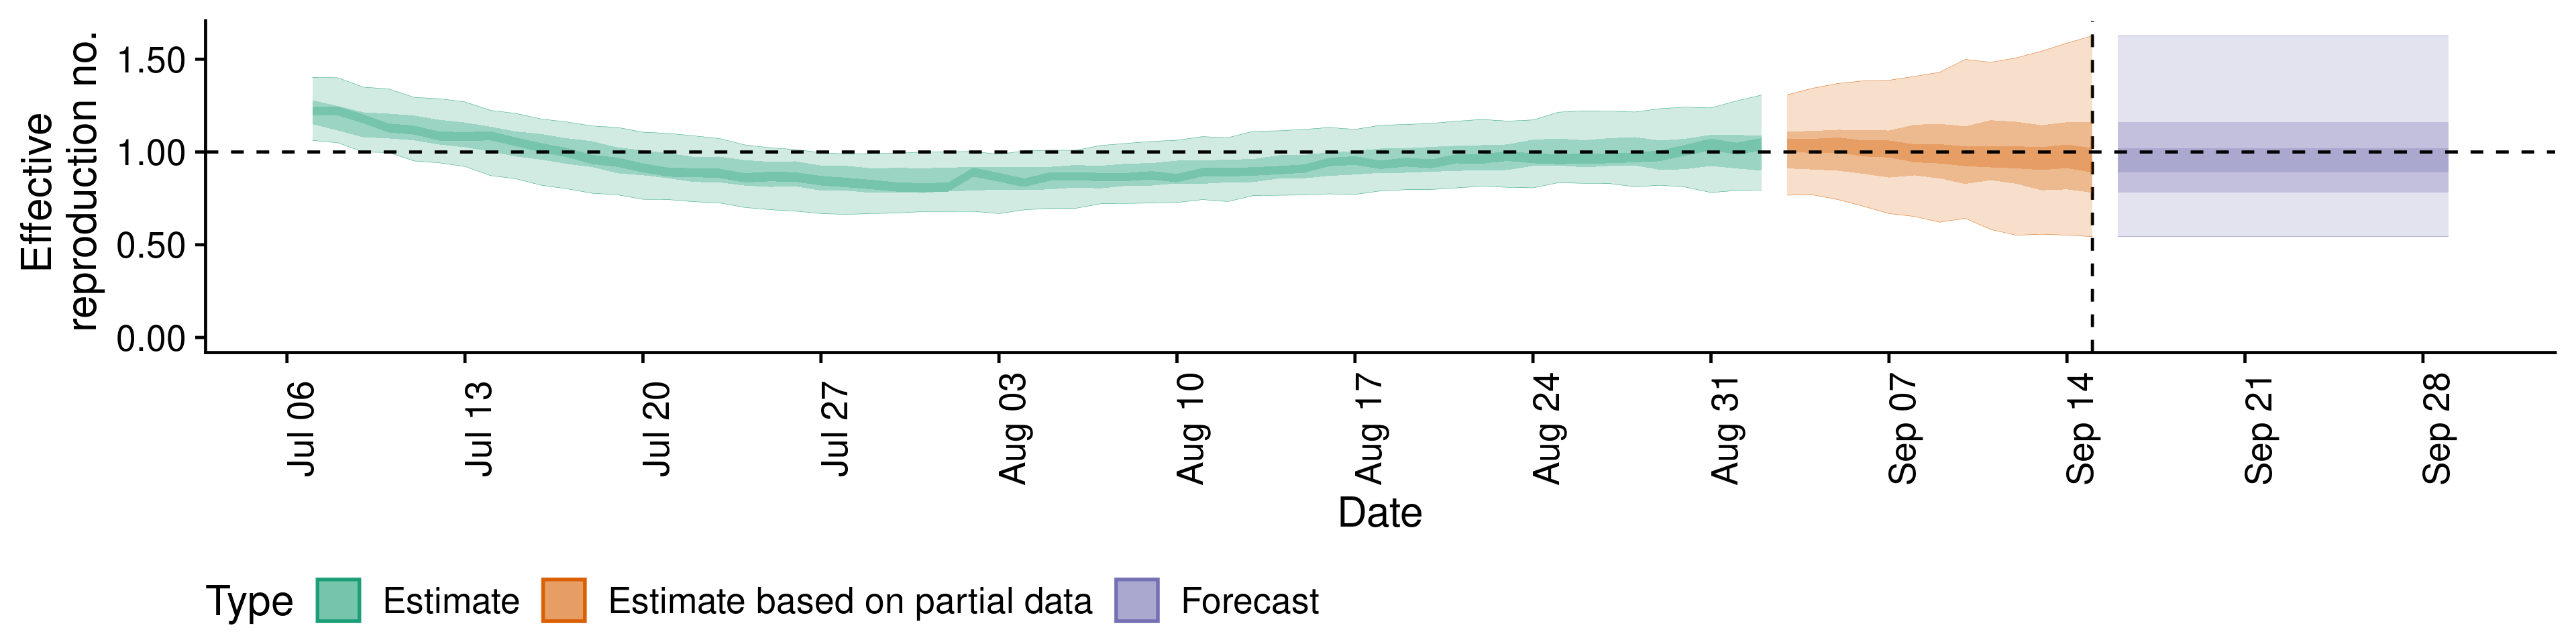 Effective
reproduction no.
1.50
1.00
0.50
0.00
Jul 06
Jul 13
Jul 20
Jul 27
Aug 03
Aug 10
Aug 17
Aug 24
Aug 31
Sep 07
Sep 14
Sep 21
Sep 28
Date
Type Estimate Estimate based on partial data Forecast